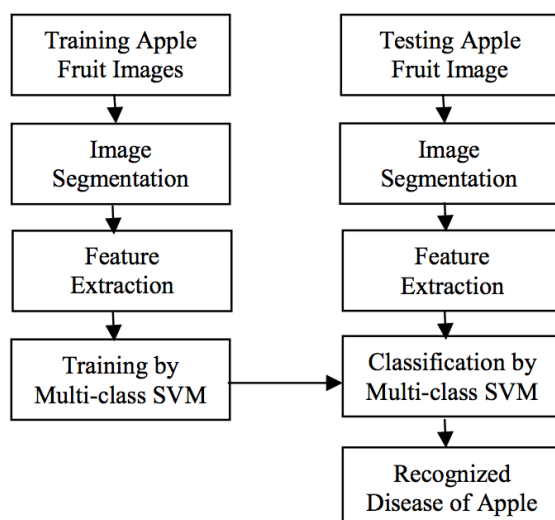 Training Apple
Fruit Images
Image
Segmentation
Feature
Extraction
Training by
Multi-class SVM
Testing Apple
Fruit Image
Image
Segmentation
Feature
Extraction
Classification by
Multi-class SVM
Recognized
Disease of Apple